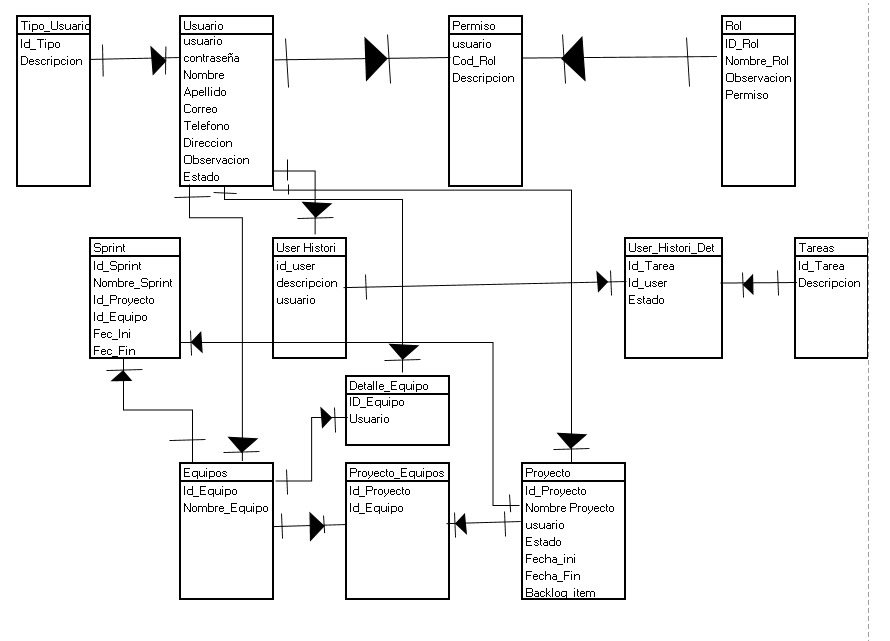 Tipo_Usuario
Id_Tipo
Descripcion
Usuario
usuario
contraseña
Nombre
Apellido
Correo
Telefono
Direccion
Observacion
Estado
Permiso
usuario
Cod_Rol
Descripcion
Rol
ID_Rol
Nombre_Rol
Observacion
Permiso
Sprint
Id_Sprint
Nombre_Sprint
Id_Proyecto
Id_Equipo
Fec_Ini
Fec_Fin
User Histori
id_user
descripcion
usuario
User_Histori_Det
Id_Tarea
Id_user
Estado
Tareas
Id_Tarea
Descripcion
Detalle_Equipo
ID_Equipo
Usuario
Equipos
Id_Equipo
Nombre_Equipo
Proyecto_Equipos
Id_Proyecto
Id_Equipo
Proyecto
Id_Proyecto
Nombre Proyecto
usuario
Estado
Fecha_ini
Fecha_Fin
Backlog_item